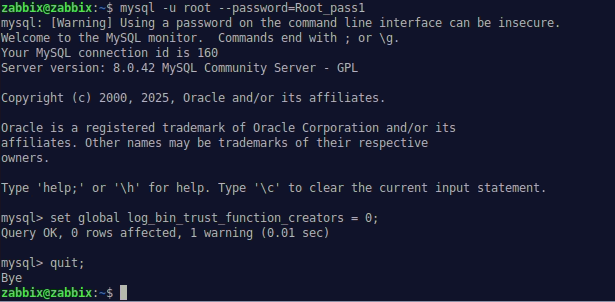 zabbix@zabbix:~$ mysql -u root --password=Root_pass1
mysql: [Warning] Using a password on the command line interface can be insecure.
Welcome to the MySQL monitor.  Commands end with ; or \g.
Your MySQL connection id is 160
Server version: 8.0.42 MySQL Community Server - GPL

Copyright (c) 2000, 2025, Oracle and/or its affiliates.

Oracle is a registered trademark of Oracle Corporation and/or its
affiliates. Other names may be trademarks of their respective
owners.

Type 'help;' or '\h' for help. Type '\c' to clear the current input statement.

mysql> set global log_bin_trust_function_creators = 0;
Query OK, 0 rows affected, 1 warning (0.01 sec)

mysql> quit;
Bye
zabbix@zabbix:~$